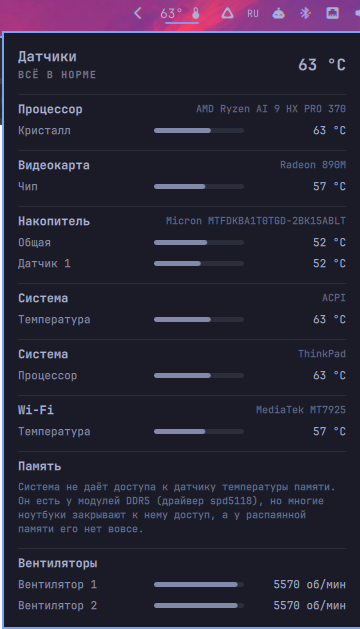 63°
RU
Датчики
63 °C
ВСЁ В НОРМЕ
Процессор AMD Ryzen AI 9 HX PRO 370
Кристалл 63 °C
Видеокарта Radeon 890M
Чип 57 °C
Накопитель Micron MTFDKBA1T0TGD-2BK15ABLT
Общая 52 °C
Датчик 1 52 °C
Система ACPI
Температура 63 °C
Система ThinkPad
Процессор 63 °C
Wi-Fi MediaTek MT7925
Температура 57 °C
Память
Система не даёт доступа к датчику температуры памяти.
Он есть у модулей DDR5 (драйвер spd5118), но многие
ноутбуки закрывают к нему доступ, а у распаянной
памяти его нет вовсе.
Вентиляторы
Вентилятор 1 5570 об/мин
Вентилятор 2 5570 об/мин